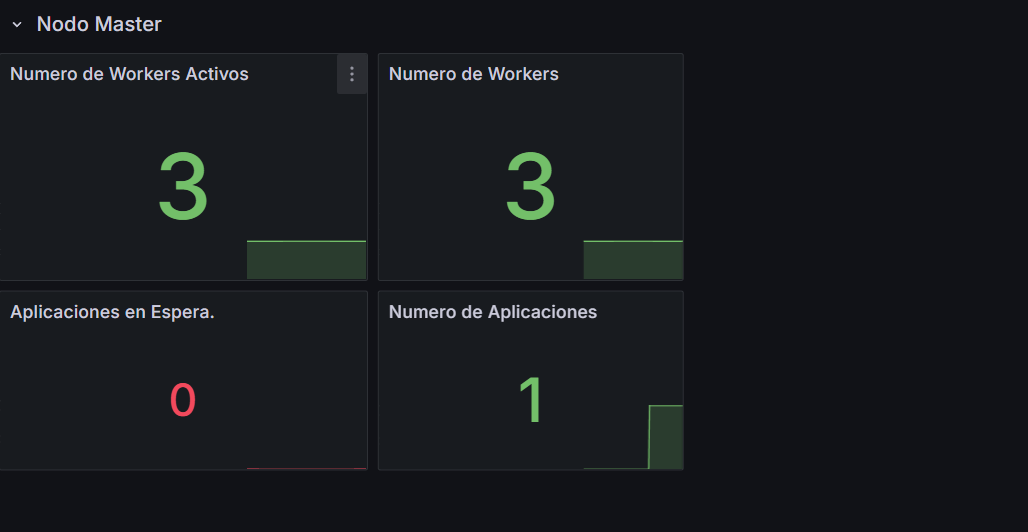 Nodo Master
Numero de Workers Activos
Numero de Workers
3
3
Aplicaciones en Espera.
Numero de Aplicaciones
0
1